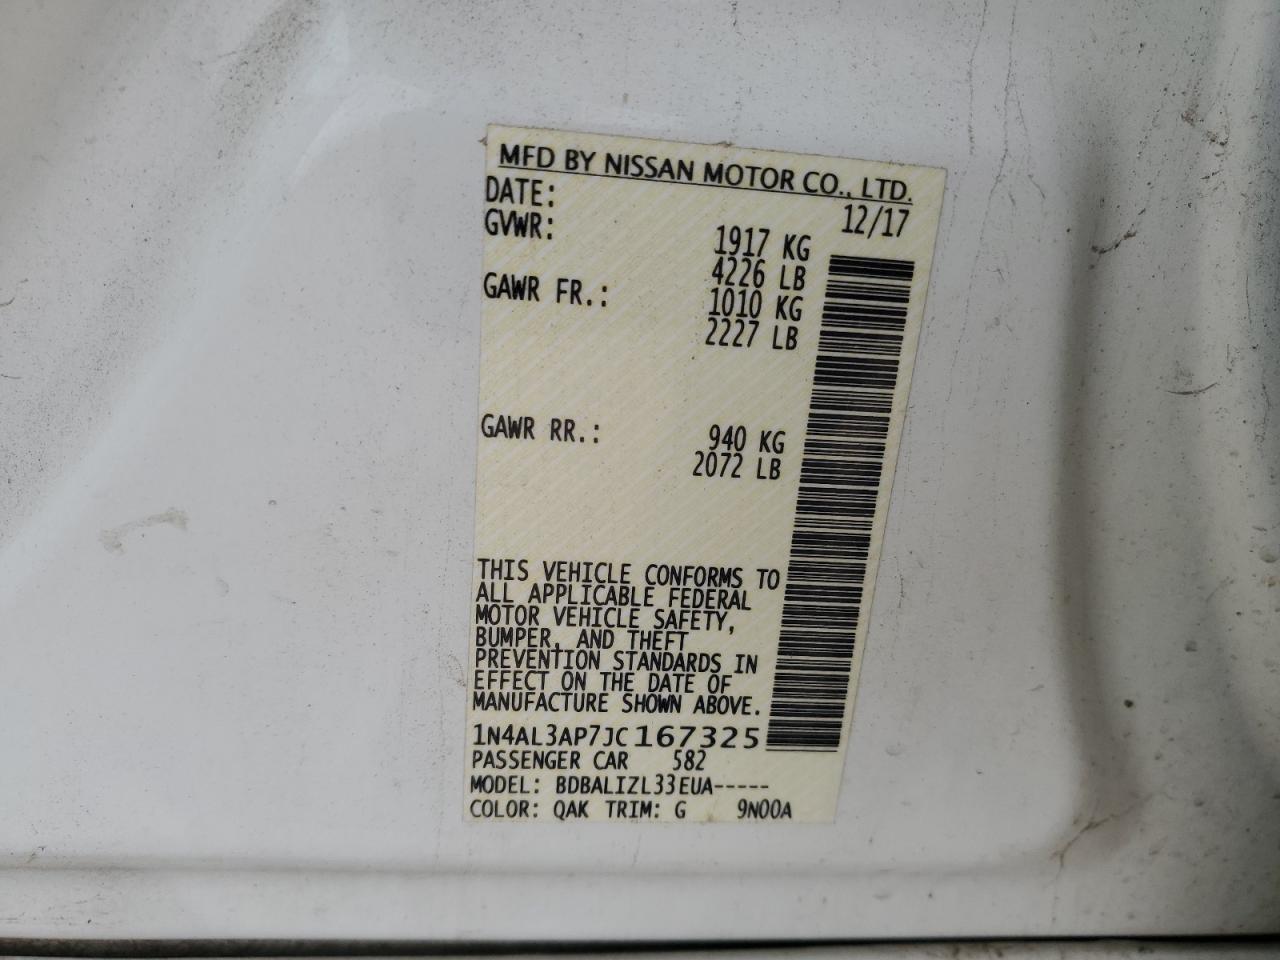 MFD BY NISSAN MOTOR CO., LTD.
DATE: 12/17
GVWR: 1917 KG
4226 LB
GAWR FR.: 1010 KG
2227 LB
GAWR RR.: 940 KG
2072 LB
THIS VEHICLE CONFORMS TO
ALL APPLICABLE FEDERAL
MOTOR VEHICLE SAFETY,
BUMPER, AND THEFT
PREVENTION STANDARDS IN
EFFECT ON THE DATE OF
MANUFACTURE SHOWN ABOVE.
1N4AL3AP7JC167325
PASSENGER CAR 582
MODEL: BDBALIZL33EUA-----
COLOR: QAK TRIM: G 9N00A